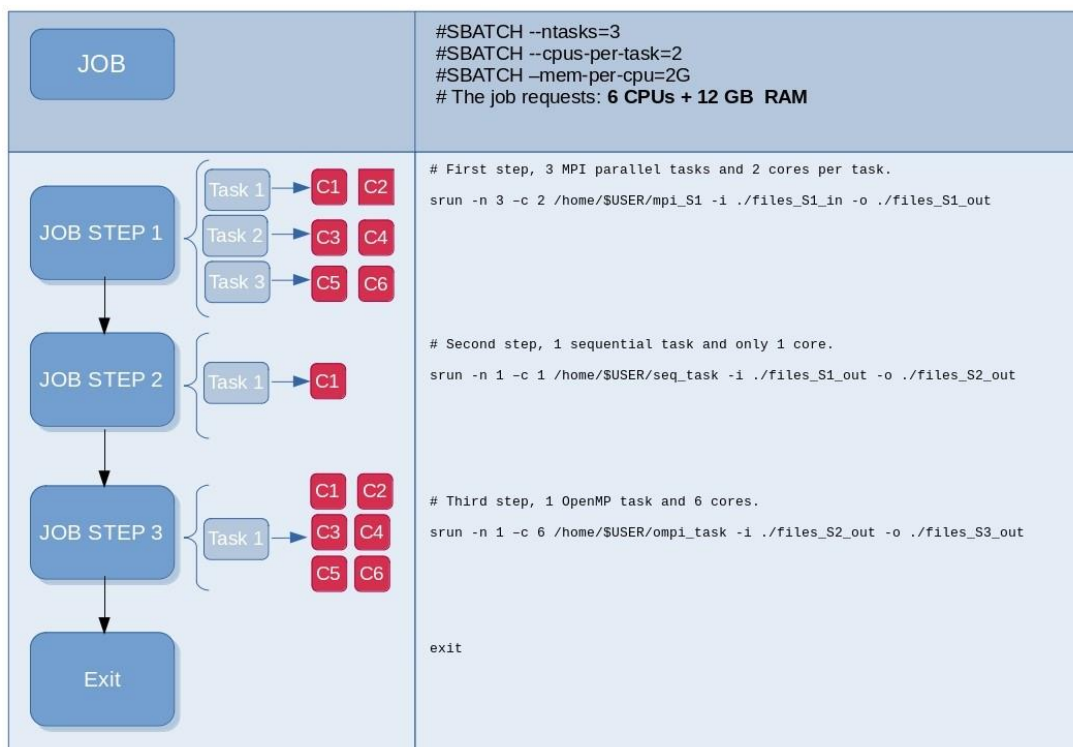 JOB
#SBATCH --ntasks=3
#SBATCH --cpus-per-task=2
#SBATCH –mem-per-cpu=2G
# The job requests: 6 CPUs + 12 GB  RAM
JOB STEP 1
Task 1
C1
C2
Task 2
C3
C4
Task 3
C5
C6
# First step, 3 MPI parallel tasks and 2 cores per task.
srun -n 3 –c 2 /home/$USER/mpi_S1 -i ./files_S1_in -o ./files_S1_out
JOB STEP 2
Task 1
C1
# Second step, 1 sequential task and only 1 core.
srun -n 1 –c 1 /home/$USER/seq_task -i ./files_S1_out -o ./files_S2_out
JOB STEP 3
Task 1
C1
C2
C3
C4
C5
C6
# Third step, 1 OpenMP task and 6 cores.
srun -n 1 –c 6 /home/$USER/ompi_task -i ./files_S2_out -o ./files_S3_out
Exit
exit